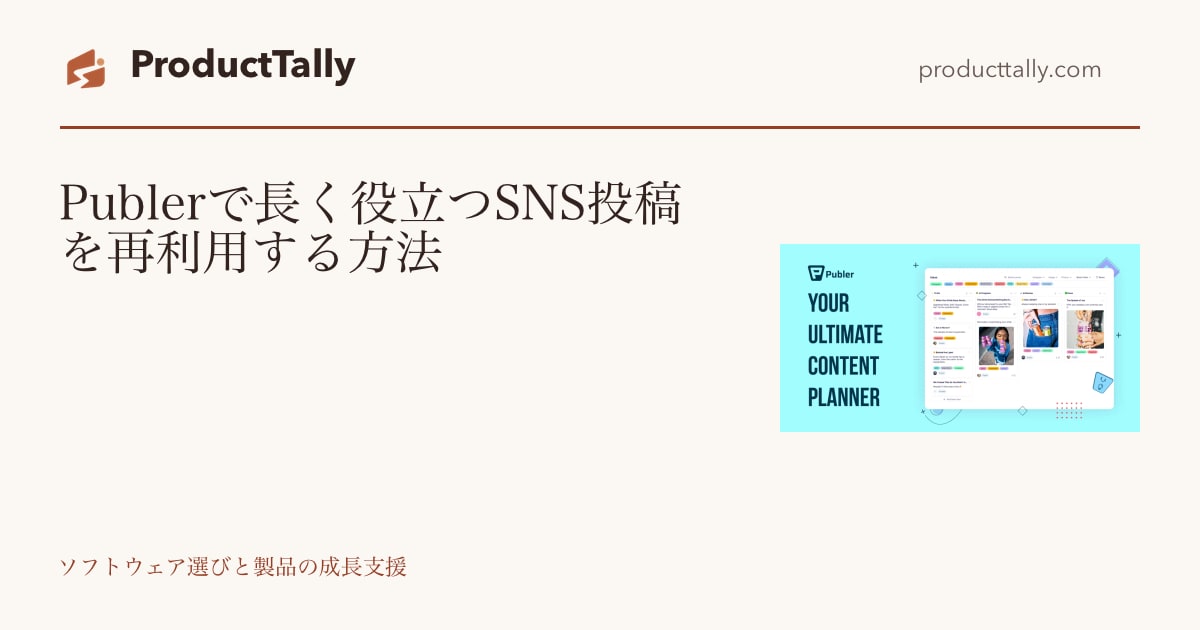 ProductTally
producttally.com
Publerで長く役立つSNS投稿
を再利用する方法
Publer
YOUR
ULTIMATE
CONTENT
PLANNER
ソフトウェア選びと製品の成長支援